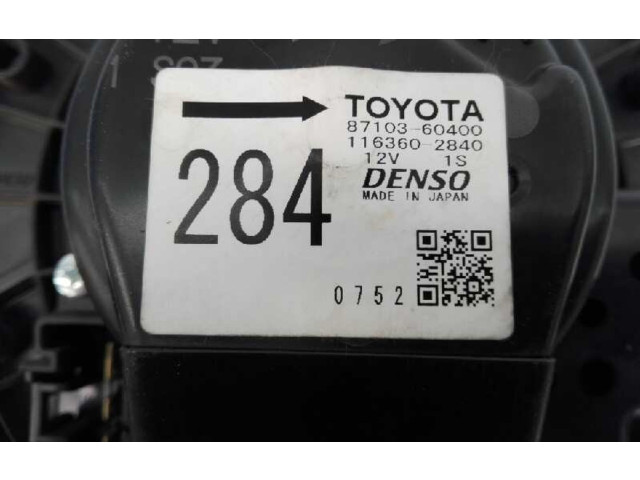 TOYOTA
87103-60400
116360-2840
12V 1S
284
DENSO
MADE IN JAPAN
0752